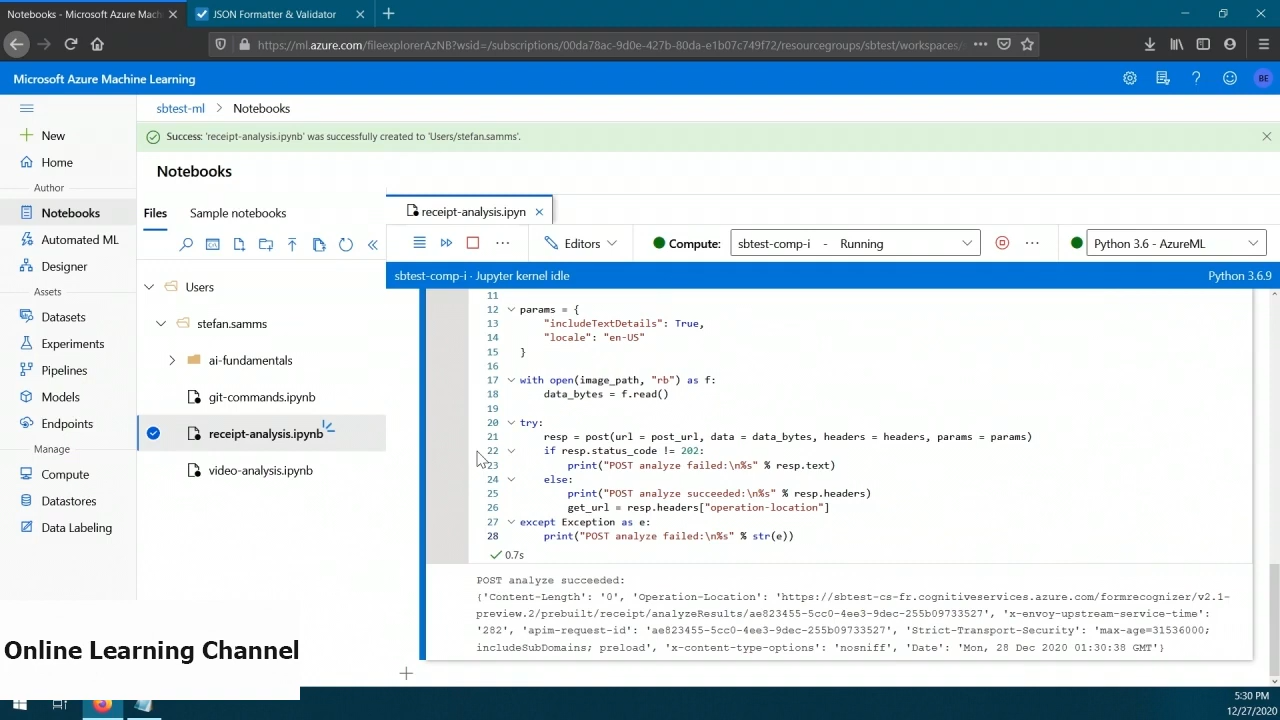 Notebooks - Microsoft Azure Mach
JSON Formatter & Validator
https://ml.azure.com/fileexplorerAzNB?wsid=/subscriptions/00da78ac-9d0e-427b-80da-e1b07c749f72/resourcegroups/sbtest/workspaces/
Microsoft Azure Machine Learning
BE
sbtest-ml > Notebooks
New
Success: 'receipt-analysis.ipynb' was successfully created to 'Users/stefan.samms'.
Home
Notebooks
Author
Notebooks
Files
Sample notebooks
receipt-analysis.ipyn
Automated ML
Editors
Compute:
sbtest-comp-i - Running
Python 3.6 - AzureML
Designer
sbtest-comp-i · Jupyter kernel idle
Python 3.6.9
Assets
Users
Datasets
stefan.samms
Experiments
ai-fundamentals
Pipelines
git-commands.ipynb
Models
receipt-analysis.ipynb
Endpoints
video-analysis.ipynb
Manage
Compute
Datastores
Data Labeling
11
12 params = {
13 "includeTextDetails": True,
14 "locale": "en-US"
15 }
16
17 with open(image_path, "rb") as f:
18 data_bytes = f.read()
19
20 try:
21 resp = post(url = post_url, data = data_bytes, headers = headers, params = params)
22 if resp.status_code != 202:
23 print("POST analyze failed:\n%s" % resp.text)
24 else:
25 print("POST analyze succeeded:\n%s" % resp.headers)
26 get_url = resp.headers["operation-location"]
27 except Exception as e:
28 print("POST analyze failed:\n%s" % str(e))
0.7s
POST analyze succeeded:
{'Content-Length': '0', 'Operation-Location': 'https://sbtest-cs-fr.cognitiveservices.azure.com/formrecognizer/v2.1-
preview.2/prebuilt/receipt/analyzeResults/ae823455-5cc0-4ee3-9dec-255b09733527', 'x-envoy-upstream-service-time':
'282', 'apim-request-id': 'ae823455-5cc0-4ee3-9dec-255b09733527', 'Strict-Transport-Security': 'max-age=31536000;
includeSubDomains; preload', 'x-content-type-options': 'nosniff', 'Date': 'Mon, 28 Dec 2020 01:30:38 GMT'}
Online Learning Channel
5:30 PM
12/27/2020